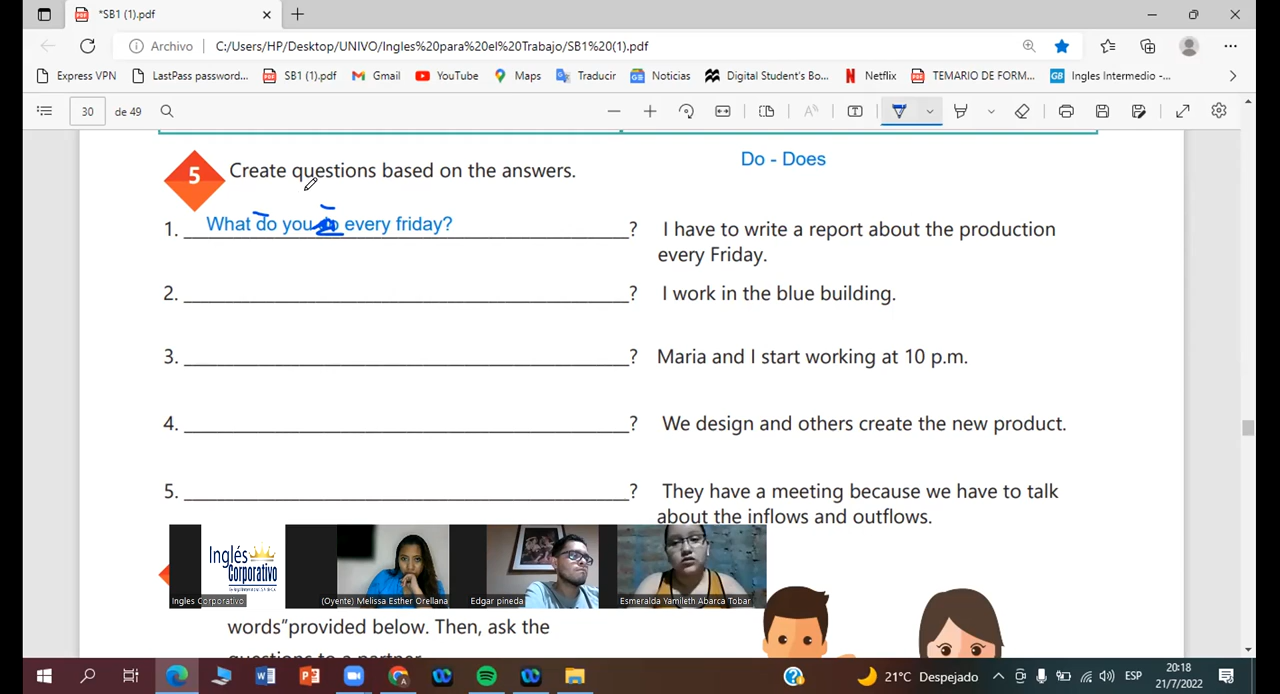 *SB1 (1).pdf
Archivo C:/Users/HP/Desktop/UNIVO/Ingles%20para%20el%20Trabajo/SB1%20(1).pdf
Express VPN LastPass password... SB1 (1).pdf Gmail YouTube Maps Traducir Noticias Digital Student's Bo... Netflix TEMARIO DE FORM... Ingles Intermedio -...
30 de 49
5 Create questions based on the answers. Do - Does
1. What do you do every friday? ? I have to write a report about the production
every Friday.
2. ? I work in the blue building.
3. ? Maria and I start working at 10 p.m.
4. ? We design and others create the new product.
5. ? They have a meeting because we have to talk
about the inflows and outflows.
Inglés
Corporativo
Ingles Corporativo (Oyente) Melissa Esther Orellana Edgar pineda Esmeralda Yamileth Abarca Tobar
words"provided below. Then, ask the
questions to a partner
21°C Despejado ESP 20:18
21/7/2022